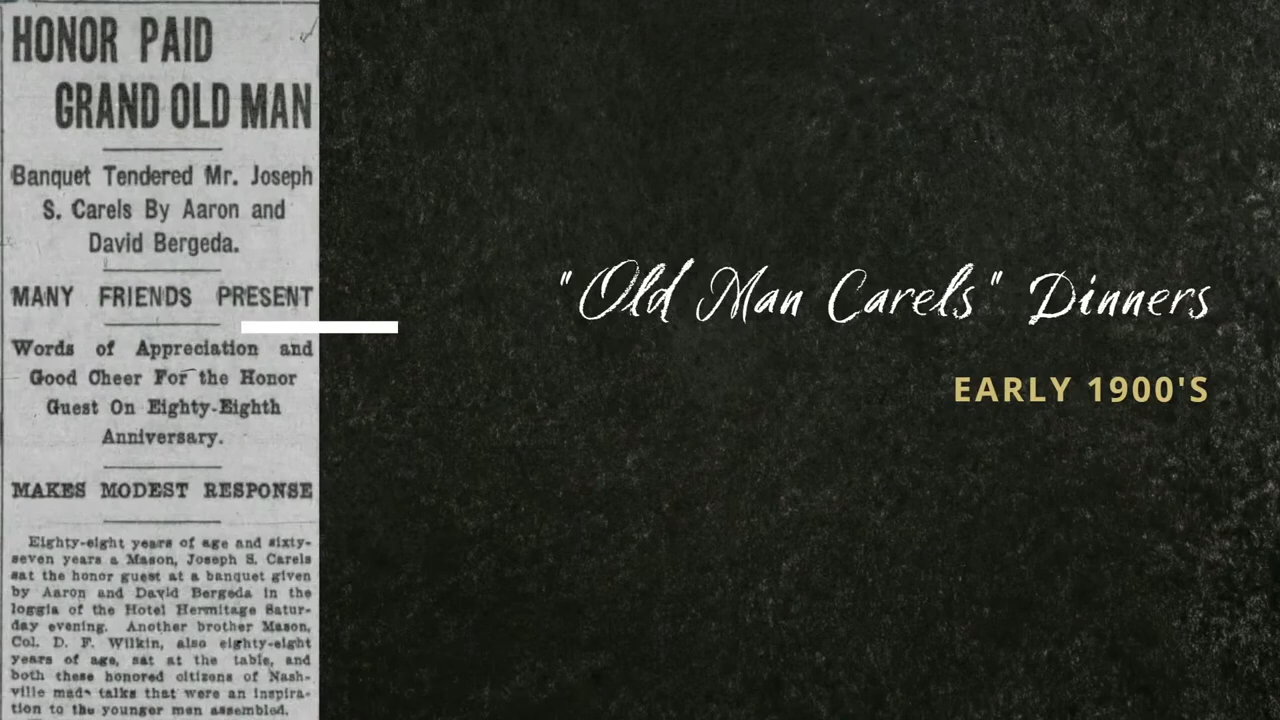 HONOR PAID
GRAND OLD MAN
Banquet Tendered Mr. Joseph
S. Carels By Aaron and
David Bergeda.
MANY FRIENDS PRESENT
Words of Appreciation and
Good Cheer For the Honor
Guest On Eighty-Eighth
Anniversary.
MAKES MODEST RESPONSE
Eighty-eight years of age and sixty-
seven years a Mason, Joseph S. Carels
sat the honor guest at a banquet given
by Aaron and David Bergeda in the
loggia of the Hotel Hermitage Satur-
day evening. Another brother Mason,
Col. D. F. Wilkin, also eighty-eight
years of age, sat at the table, and
both these honored citizens of Nash-
ville made talks that were an inspira-
tion to the younger men assembled.
"Old Man Carels" Dinners
EARLY 1900'S